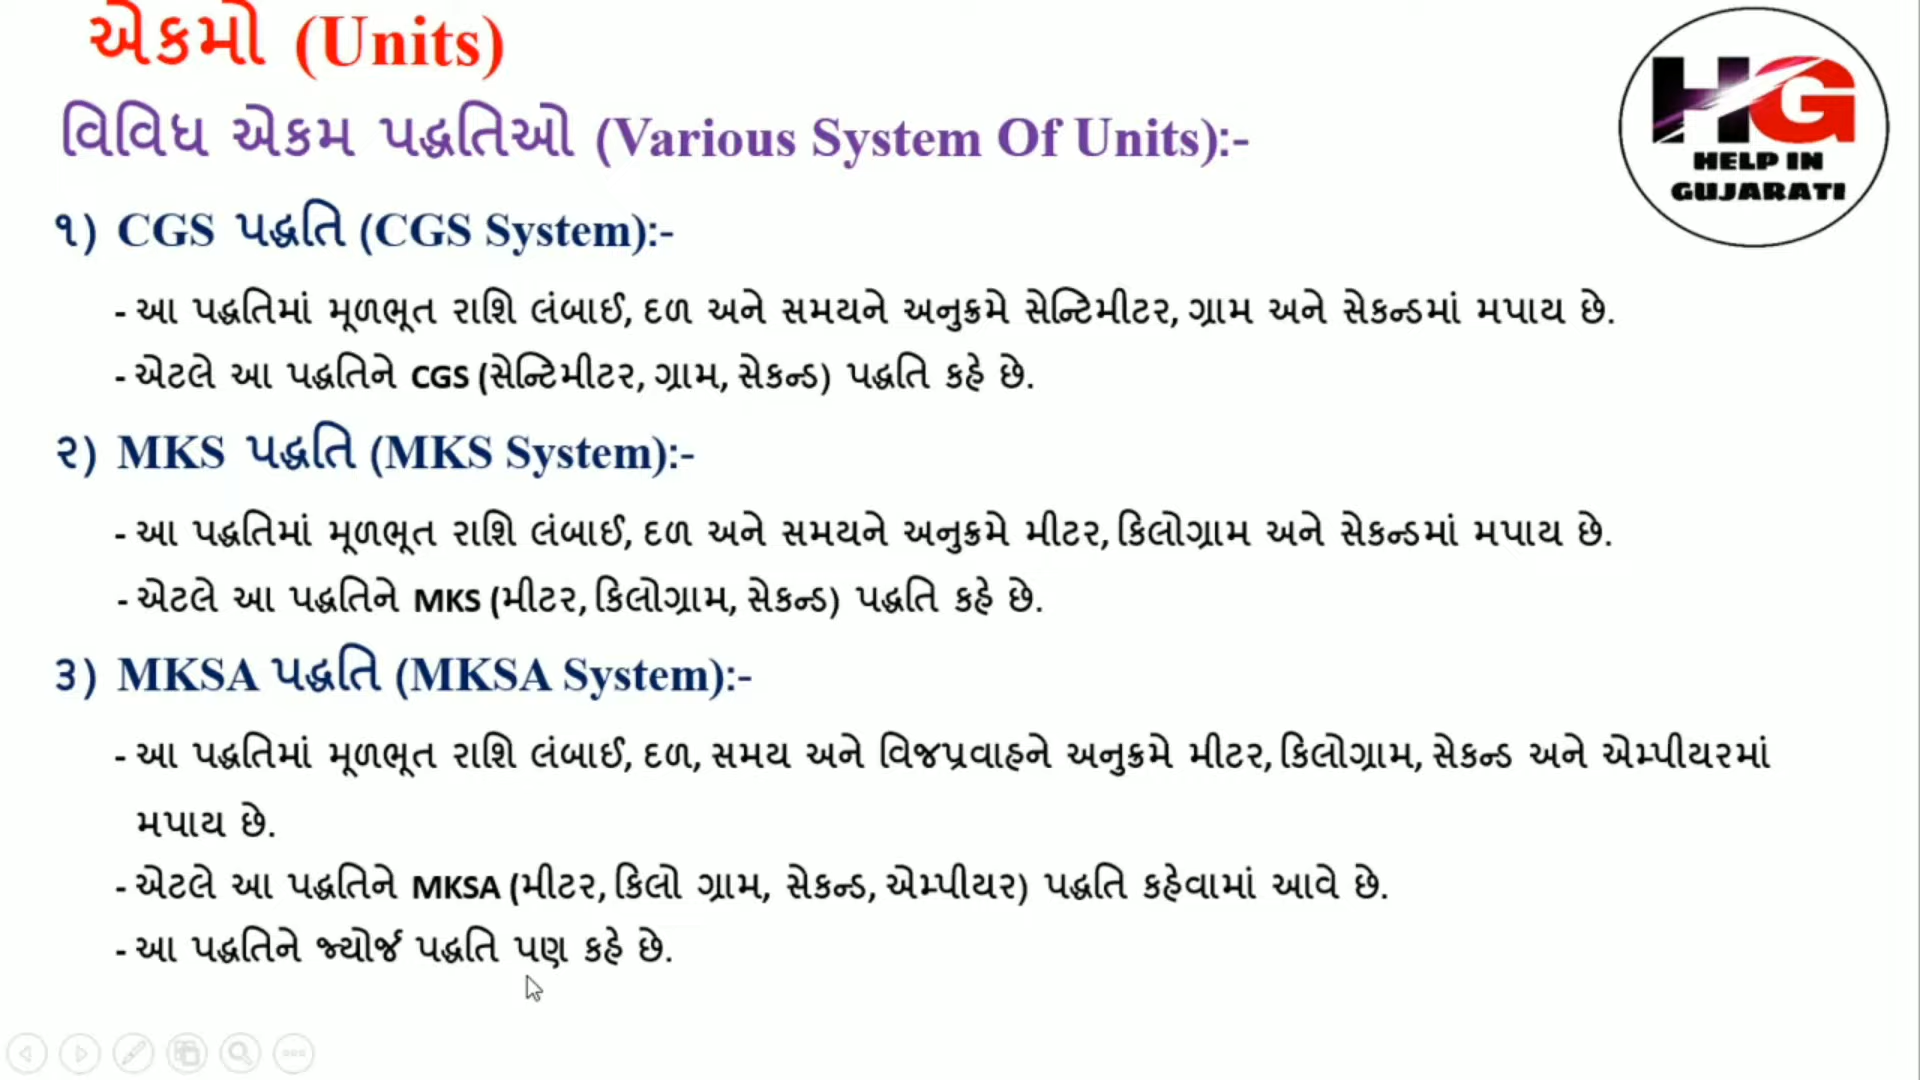 એકમો (Units)
HG
HELP IN
GUJARATI
વિવિધ એકમ પદ્ધતિઓ (Various System Of Units):-
૧) CGS પદ્ધતિ (CGS System):-
- આ પદ્ધતિમાં મૂળભૂત રાશિ લંબાઈ, દળ અને સમયને અનુક્રમે સેન્ટિમીટર, ગ્રામ અને સેકન્ડમાં મપાય છે.
- એટલે આ પદ્ધતિને CGS (સેન્ટિમીટર, ગ્રામ, સેકન્ડ) પદ્ધતિ કહે છે.
૨) MKS પદ્ધતિ (MKS System):-
- આ પદ્ધતિમાં મૂળભૂત રાશિ લંબાઈ, દળ અને સમયને અનુક્રમે મીટર, કિલોગ્રામ અને સેકન્ડમાં મપાય છે.
- એટલે આ પદ્ધતિને MKS (મીટર, કિલોગ્રામ, સેકન્ડ) પદ્ધતિ કહે છે.
૩) MKSA પદ્ધતિ (MKSA System):-
- આ પદ્ધતિમાં મૂળભૂત રાશિ લંબાઈ, દળ, સમય અને વિજપ્રવાહને અનુક્રમે મીટર, કિલોગ્રામ, સેકન્ડ અને એમ્પીયરમાં
મપાય છે.
- એટલે આ પદ્ધતિને MKSA (મીટર, કિલો ગ્રામ, સેકન્ડ, એમ્પીયર) પદ્ધતિ કહેવામાં આવે છે.
- આ પદ્ધતિને જ્યોર્જ પદ્ધતિ પણ કહે છે.